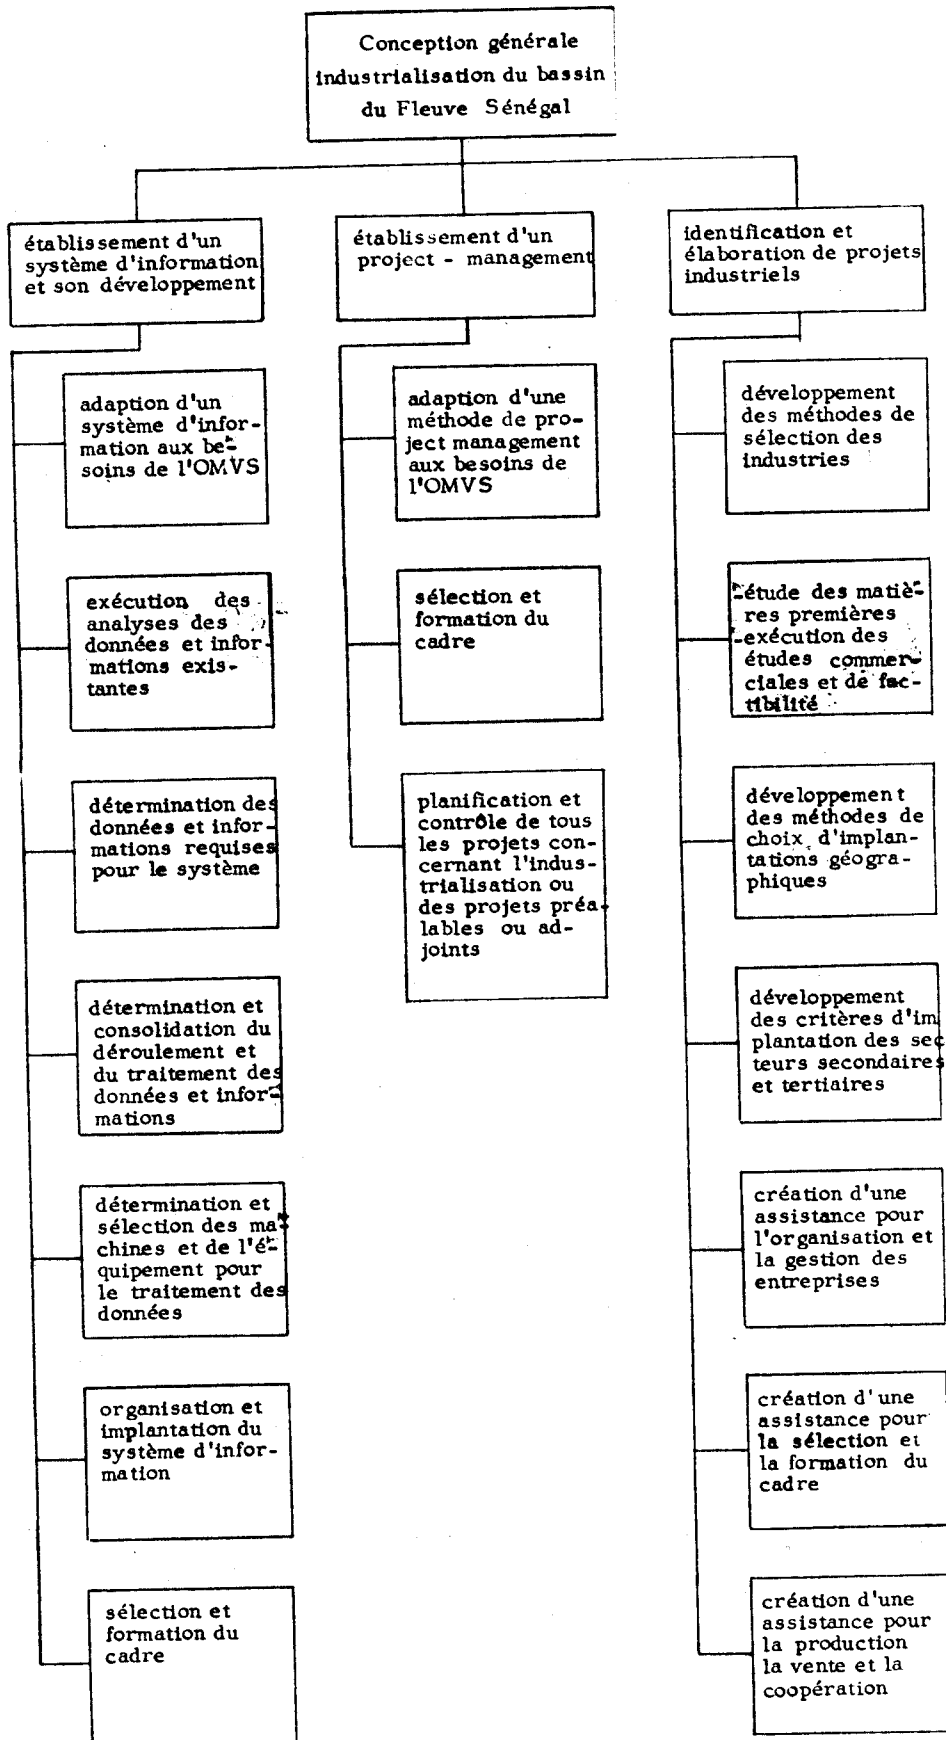 Conception générale
industrialisation du bassin
du Fleuve Sénégal
établissement d'un
système d'information
et son développement
adaption d'un
système d'infor-
mation aux be-
soins de l'OMVS
exécution des
analyses des
données et infor-
mations exis-
tantes
détermination des
données et infor-
mations requises
pour le système
détermination et
consolidation du
déroulement et
du traitement des
données et infor-
mations
détermination et
sélection des ma-
chines et de l'é-
quipement pour
le traitement des
données
organisation et
implantation du
système d'infor-
mation
sélection et
formation du
cadre
établissement d'un
project - management
adaption d'une
méthode de pro-
ject management
aux besoins de
l'OMVS
sélection et
formation du
cadre
planification et
contrôle de tous
les projets con-
cernant l'indus-
trialisation ou
des projets préa-
lables ou ad-
joints
identification et
élaboration de projets
industriels
développement
des méthodes de
sélection des
industries
-étude des matiè-
res premières
-exécution des
études commer-
ciales et de fac-
tibilité
développement
des méthodes de
choix d'implan-
tations géogra-
phiques
développement
des critères d'im
plantation des sec
teurs secondaires
et tertiaires
création d'une
assistance pour
l'organisation et
la gestion des
entreprises
création d'une
assistance pour
la sélection et
la formation du
cadre
création d'une
assistance pour
la production
la vente et la
coopération